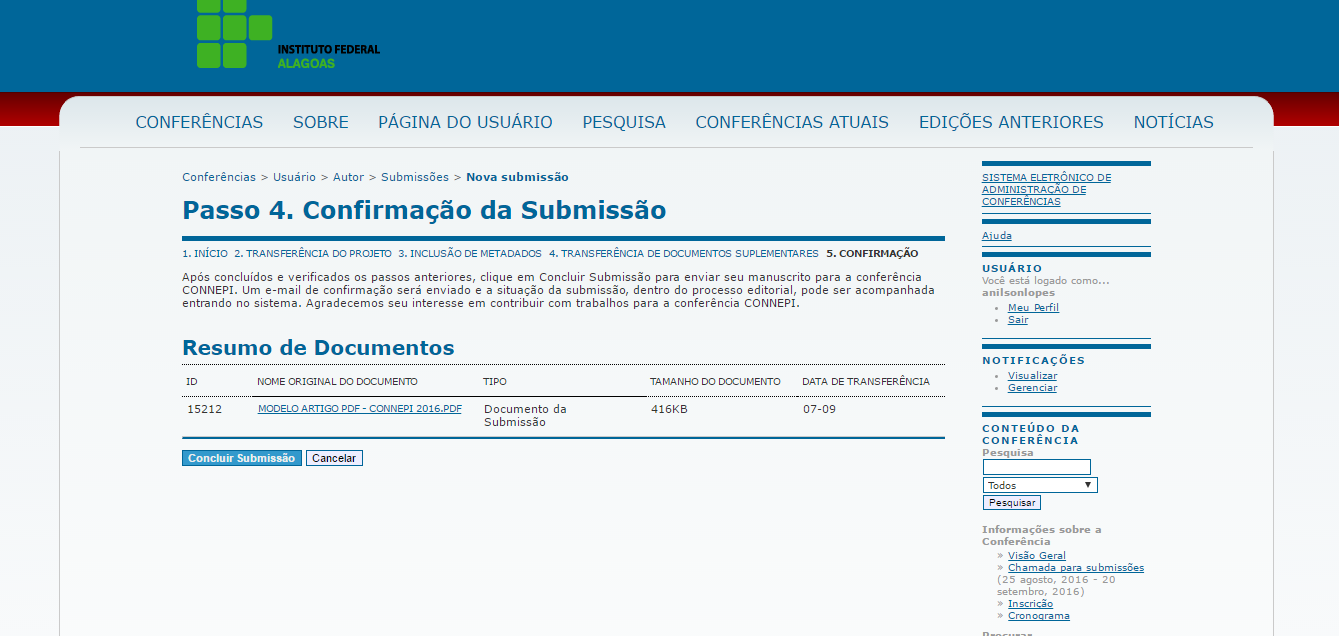 INSTITUTO FEDERAL
ALAGOAS
CONFERÊNCIAS SOBRE PÁGINA DO USUÁRIO PESQUISA CONFERÊNCIAS ATUAIS EDIÇÕES ANTERIORES NOTÍCIAS
Conferências > Usuário > Autor > Submissões > Nova submissão
Passo 4. Confirmação da Submissão
1. INÍCIO 2. TRANSFERÊNCIA DO PROJETO 3. INCLUSÃO DE METADADOS 4. TRANSFERÊNCIA DE DOCUMENTOS SUPLEMENTARES 5. CONFIRMAÇÃO
Após concluídos e verificados os passos anteriores, clique em Concluir Submissão para enviar seu manuscrito para a conferência
CONNEPI. Um e-mail de confirmação será enviado e a situação da submissão, dentro do processo editorial, pode ser acompanhada
entrando no sistema. Agradecemos seu interesse em contribuir com trabalhos para a conferência CONNEPI.
Resumo de Documentos
ID NOME ORIGINAL DO DOCUMENTO TIPO TAMANHO DO DOCUMENTO DATA DE TRANSFERÊNCIA
15212 MODELO ARTIGO PDF - CONNEPI 2016.PDF Documento da 416KB 07-09
Submissão
Concluir Submissão Cancelar
SISTEMA ELETRÔNICO DE
ADMINISTRAÇÃO DE
CONFERÊNCIAS
Ajuda
USUÁRIO
Você está logado como...
anilsonlopes
• Meu Perfil
• Sair
NOTIFICAÇÕES
• Visualizar
• Gerenciar
CONTEÚDO DA
CONFERÊNCIA
Pesquisa
Todos
Pesquisar
Informações sobre a
Conferência
» Visão Geral
» Chamada para submissões
(25 agosto, 2016 - 20
setembro, 2016)
» Inscrição
» Cronograma
Procurar